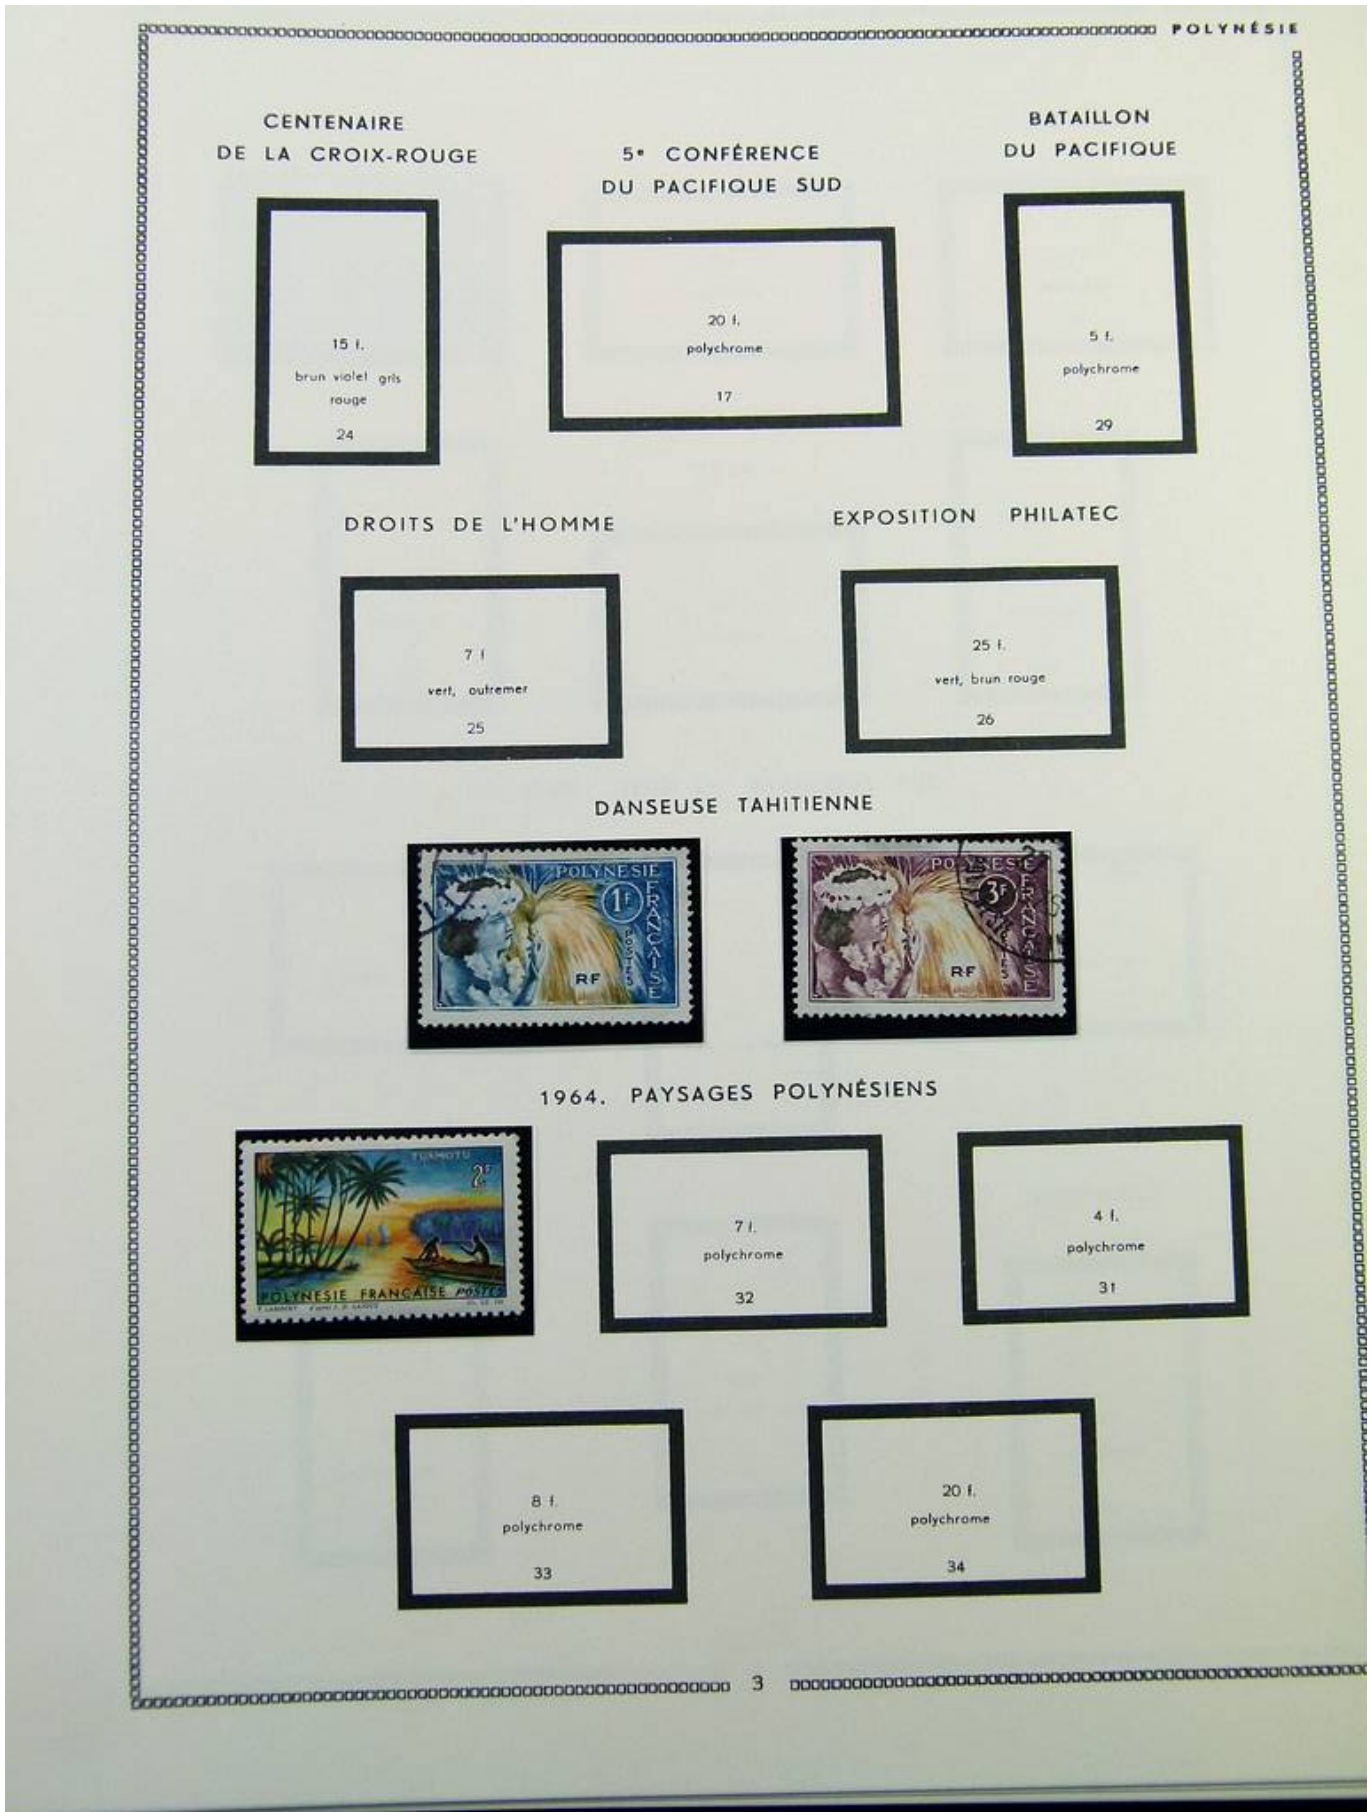 POLYNÉSIE
CENTENAIRE
DE LA CROIX-ROUGE
5e CONFÉRENCE
DU PACIFIQUE SUD
BATAILLON
DU PACIFIQUE
15 f.
brun violet gris
rouge
24
20 f.
polychrome
17
5 f.
polychrome
29
DROITS DE L'HOMME
EXPOSITION PHILATEC
7 f
vert, outremer
25
25 f.
vert, brun rouge
26
DANSEUSE TAHITIENNE
POLYNESIE
FRANÇAISE
1F
POSTES
RF
POLYNESIE
FRANÇAISE
3F
POSTES
RF
1964. PAYSAGES POLYNÉSIENS
TUAMOTU
2F
POLYNESIE FRANÇAISE POSTES
7 f.
polychrome
32
4 f.
polychrome
31
8 f.
polychrome
33
20 f.
polychrome
34
3